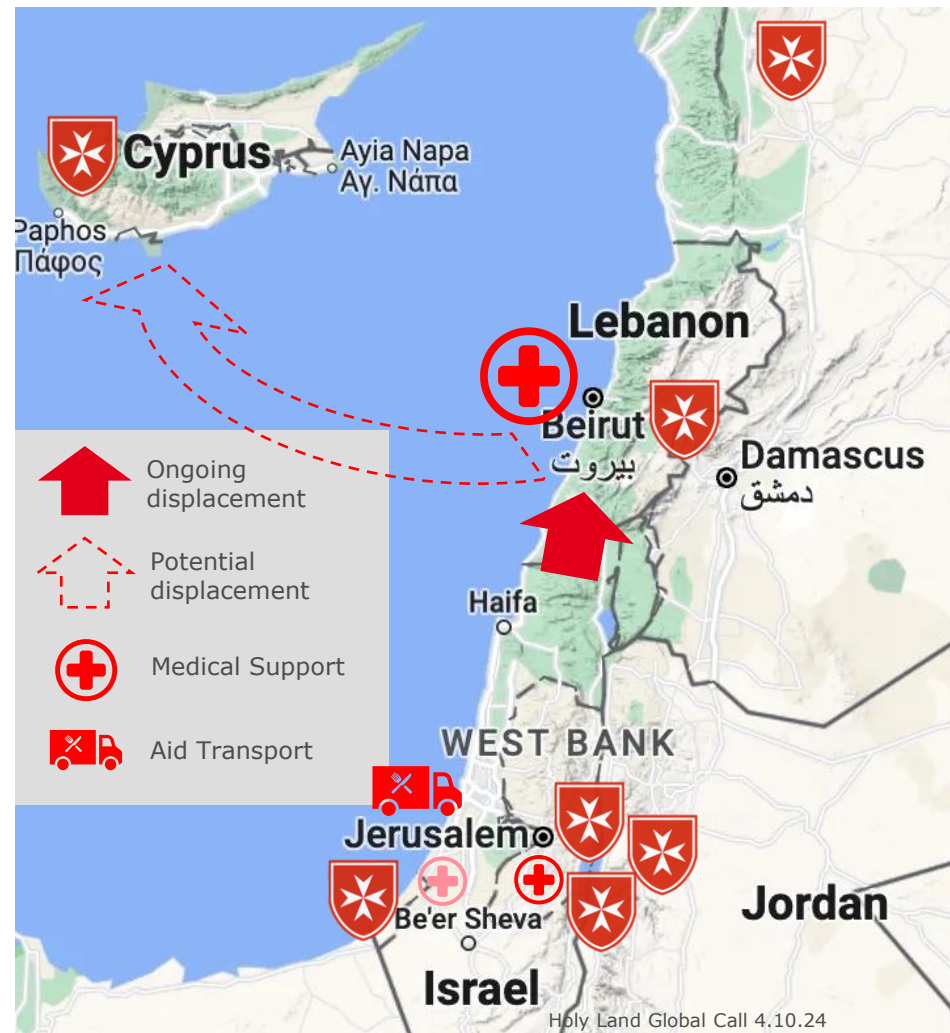 Cyprus
Ayia Napa
Αγ. Νάπα
Paphos
Πάφος
Lebanon
Beirut
بيروت
Damascus
دمشق
Ongoing
displacement
Potential
displacement
Medical Support
Aid Transport
Haifa
WEST BANK
Jerusalem
Be'er Sheva
Jordan
Israel
Holy Land Global Call 4.10.24